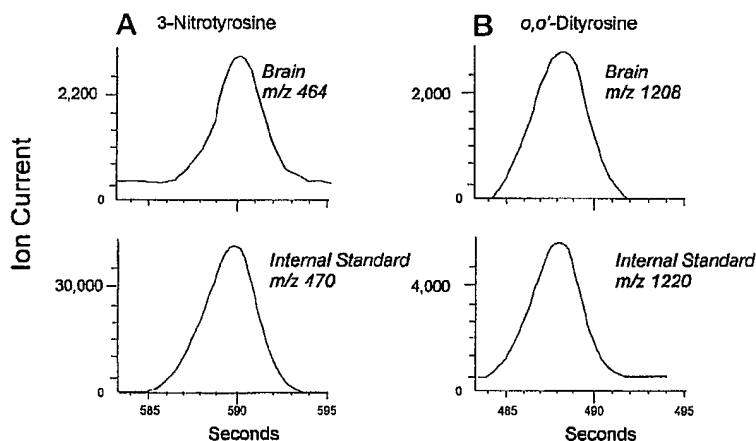 A 3-Nitrotyrosine
B o,o'-Dityrosine
Ion Current
2,200
0
Brain
m/z 464
2,000
0
Brain
m/z 1208
30,000
0
Internal Standard
m/z 470
585 590 595
Seconds
4,000
0
Internal Standard
m/z 1220
485 490 495
Seconds